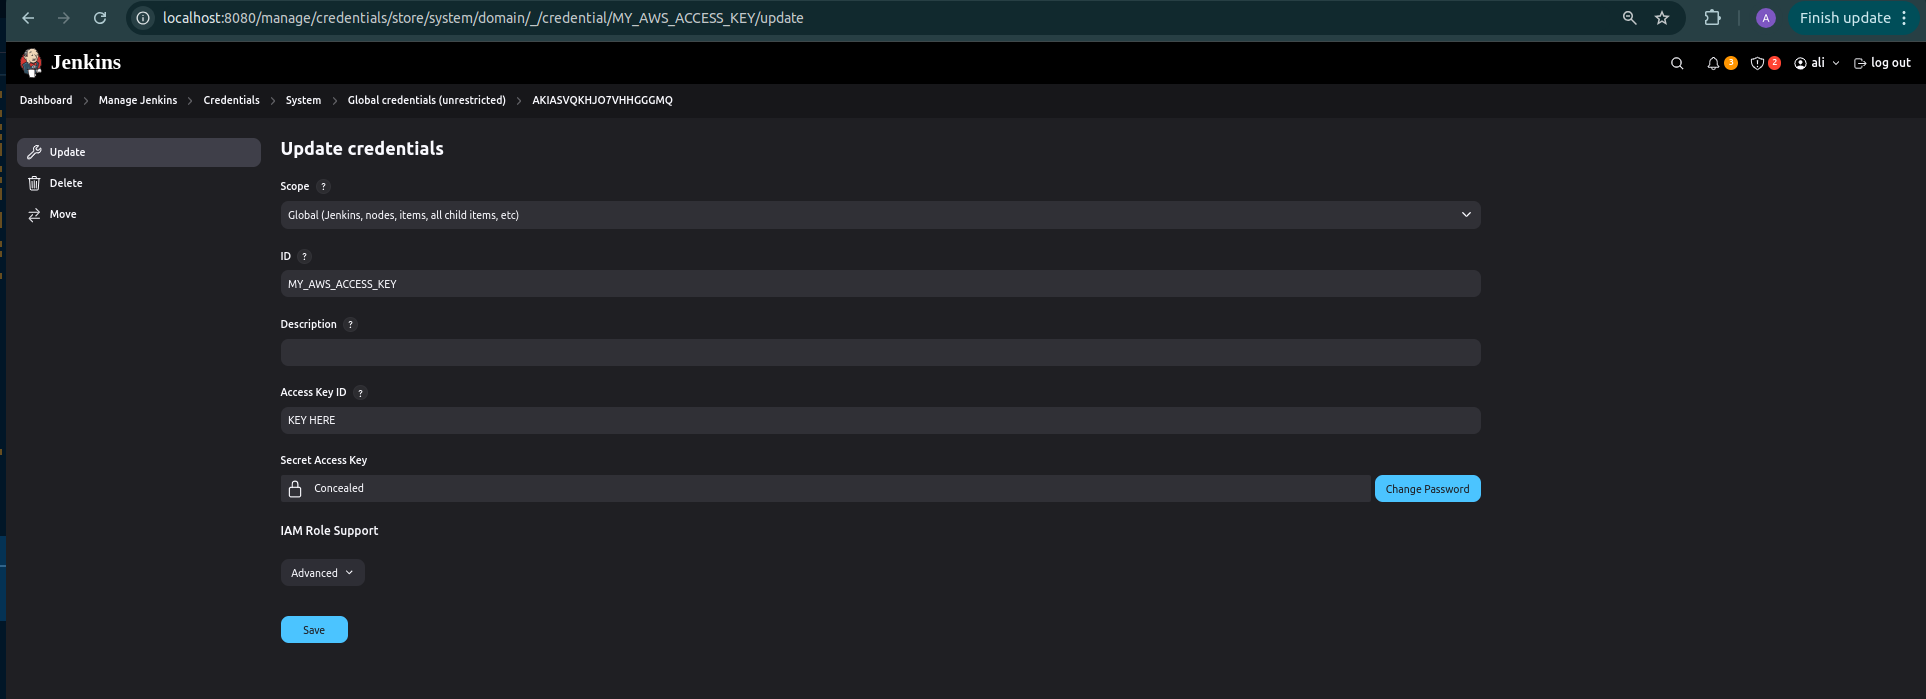 localhost:8080/manage/credentials/store/system/domain/_/credential/MY_AWS_ACCESS_KEY/update
A
Finish update
Jenkins
3
2
ali
log out
Dashboard > Manage Jenkins > Credentials > System > Global credentials (unrestricted) > AKIASVQKHJO7VHHGGGMQ
Update
Delete
Move
Update credentials
Scope ?
Global (Jenkins, nodes, items, all child items, etc)
ID ?
MY_AWS_ACCESS_KEY
Description ?
Access Key ID ?
KEY HERE
Secret Access Key
Concealed
Change Password
IAM Role Support
Advanced
Save